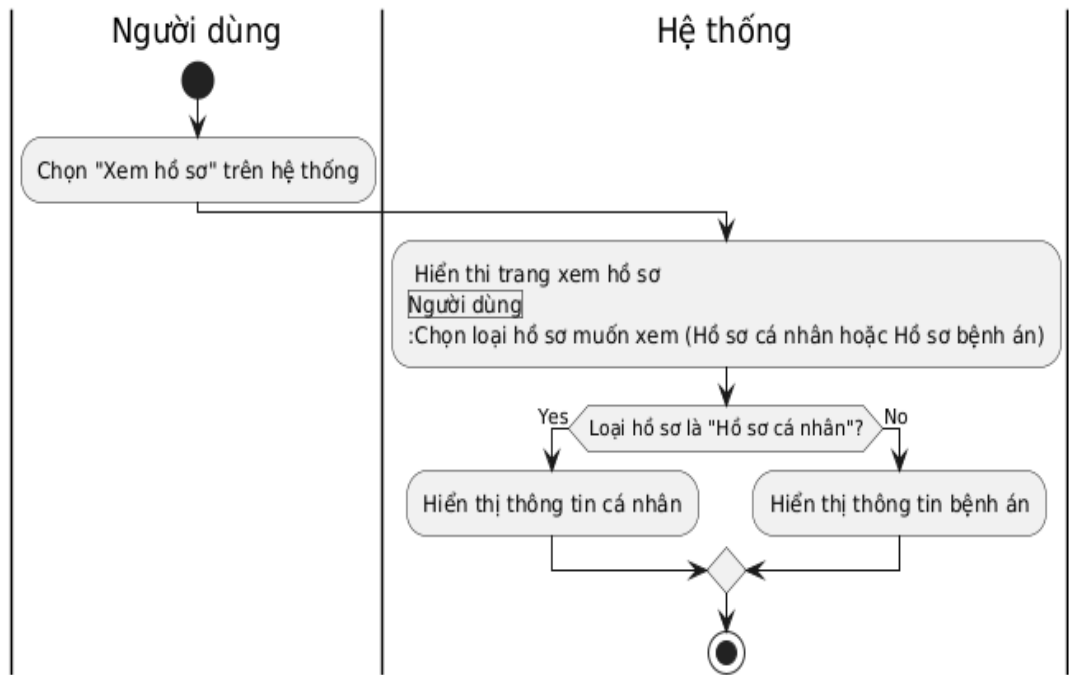 Người dùng
Hệ thống
Chọn "Xem hồ sơ" trên hệ thống
Hiển thi trang xem hồ sơ
Người dùng
:Chọn loại hồ sơ muốn xem (Hồ sơ cá nhân hoặc Hồ sơ bệnh án)
Yes
Loại hồ sơ là "Hồ sơ cá nhân"?
No
Hiển thị thông tin cá nhân
Hiển thị thông tin bệnh án